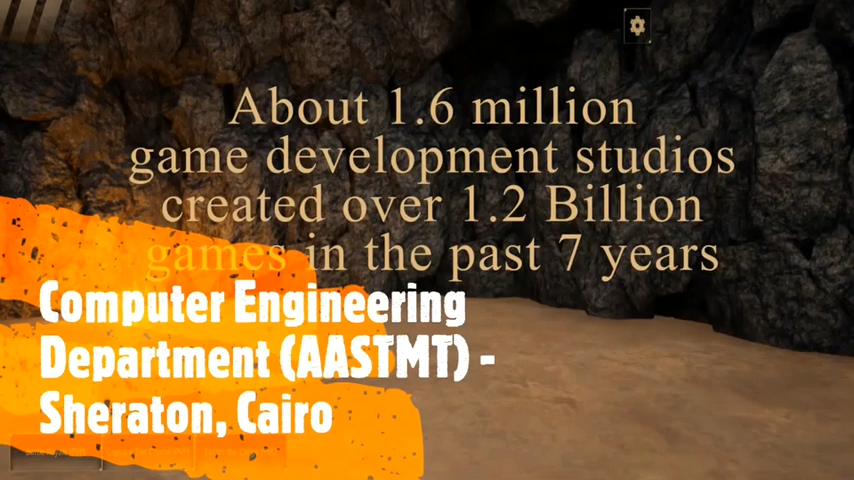 About 1.6 million
game development studios
created over 1.2 Billion
games in the past 7 years
Computer Engineering
Department (AASTMT) -
Sheraton, Cairo